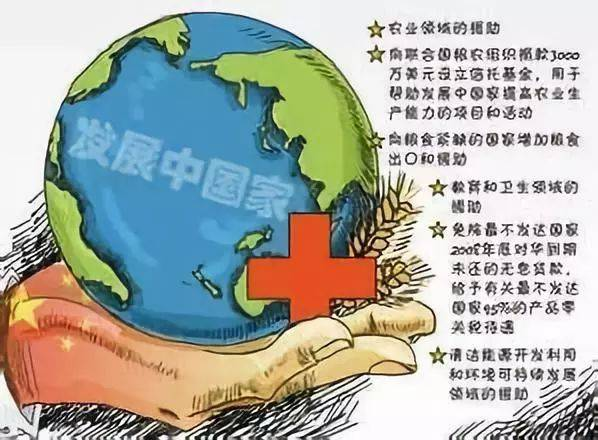 发展中国家
农业领域的援助
向联合国粮农组织捐款3000
万美元设立信托基金，用于
帮助发展中国家提高农业生
产能力的项目和活动
向粮食紧缺的国家增加粮食
出口和援助
教育和卫生领域的
援助
免除最不发达国家
2008年底对华到期
未还的无息贷款，
给予有关最不发达
国家95%的产品零
关税待遇
清洁能源开发利用
和环境可持续发展
领域的援助